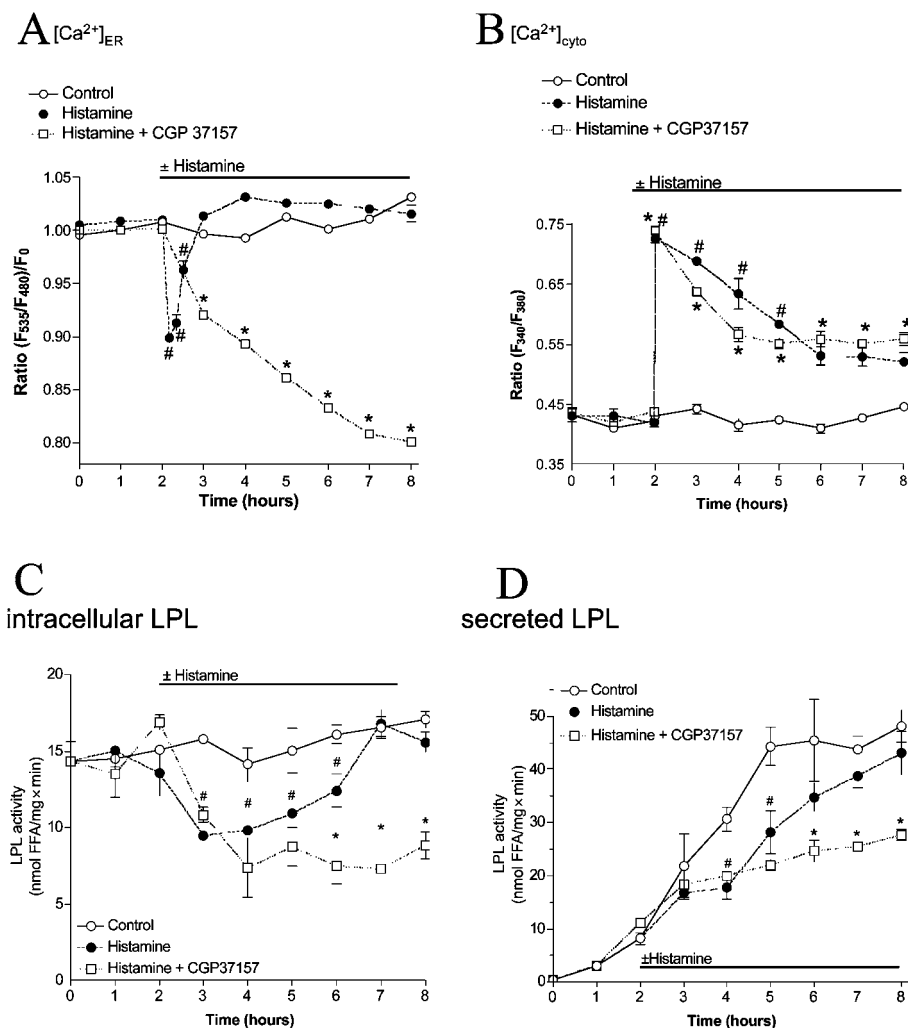 A [Ca²⁺]ER
Control
Histamine
Histamine + CGP 37157
± Histamine
1.05
1.00
0.95
0.90
0.85
0.80
Ratio (F535/F480)/F0
# # #
* * * * * *
0 1 2 3 4 5 6 7 8
Time (hours)
B [Ca²⁺]cyto
Control
Histamine
Histamine + CGP37157
± Histamine
0.75
0.65
0.55
0.45
0.35
Ratio (F340/F380)
* # # # #
* * * * * *
0 1 2 3 4 5 6 7 8
Time (hours)
C
intracellular LPL
± Histamine
20
15
10
5
0
LPL activity
(nmol FFA/mg×min)
# # # #
* * *
Control
Histamine
Histamine + CGP37157
0 1 2 3 4 5 6 7 8
Time (hours)
D
secreted LPL
Control
Histamine
Histamine + CGP37157
50
40
30
20
10
0
LPL activity
(nmol FFA/mg×min)
# #
* * *
±Histamine
0 1 2 3 4 5 6 7 8
Time (hours)